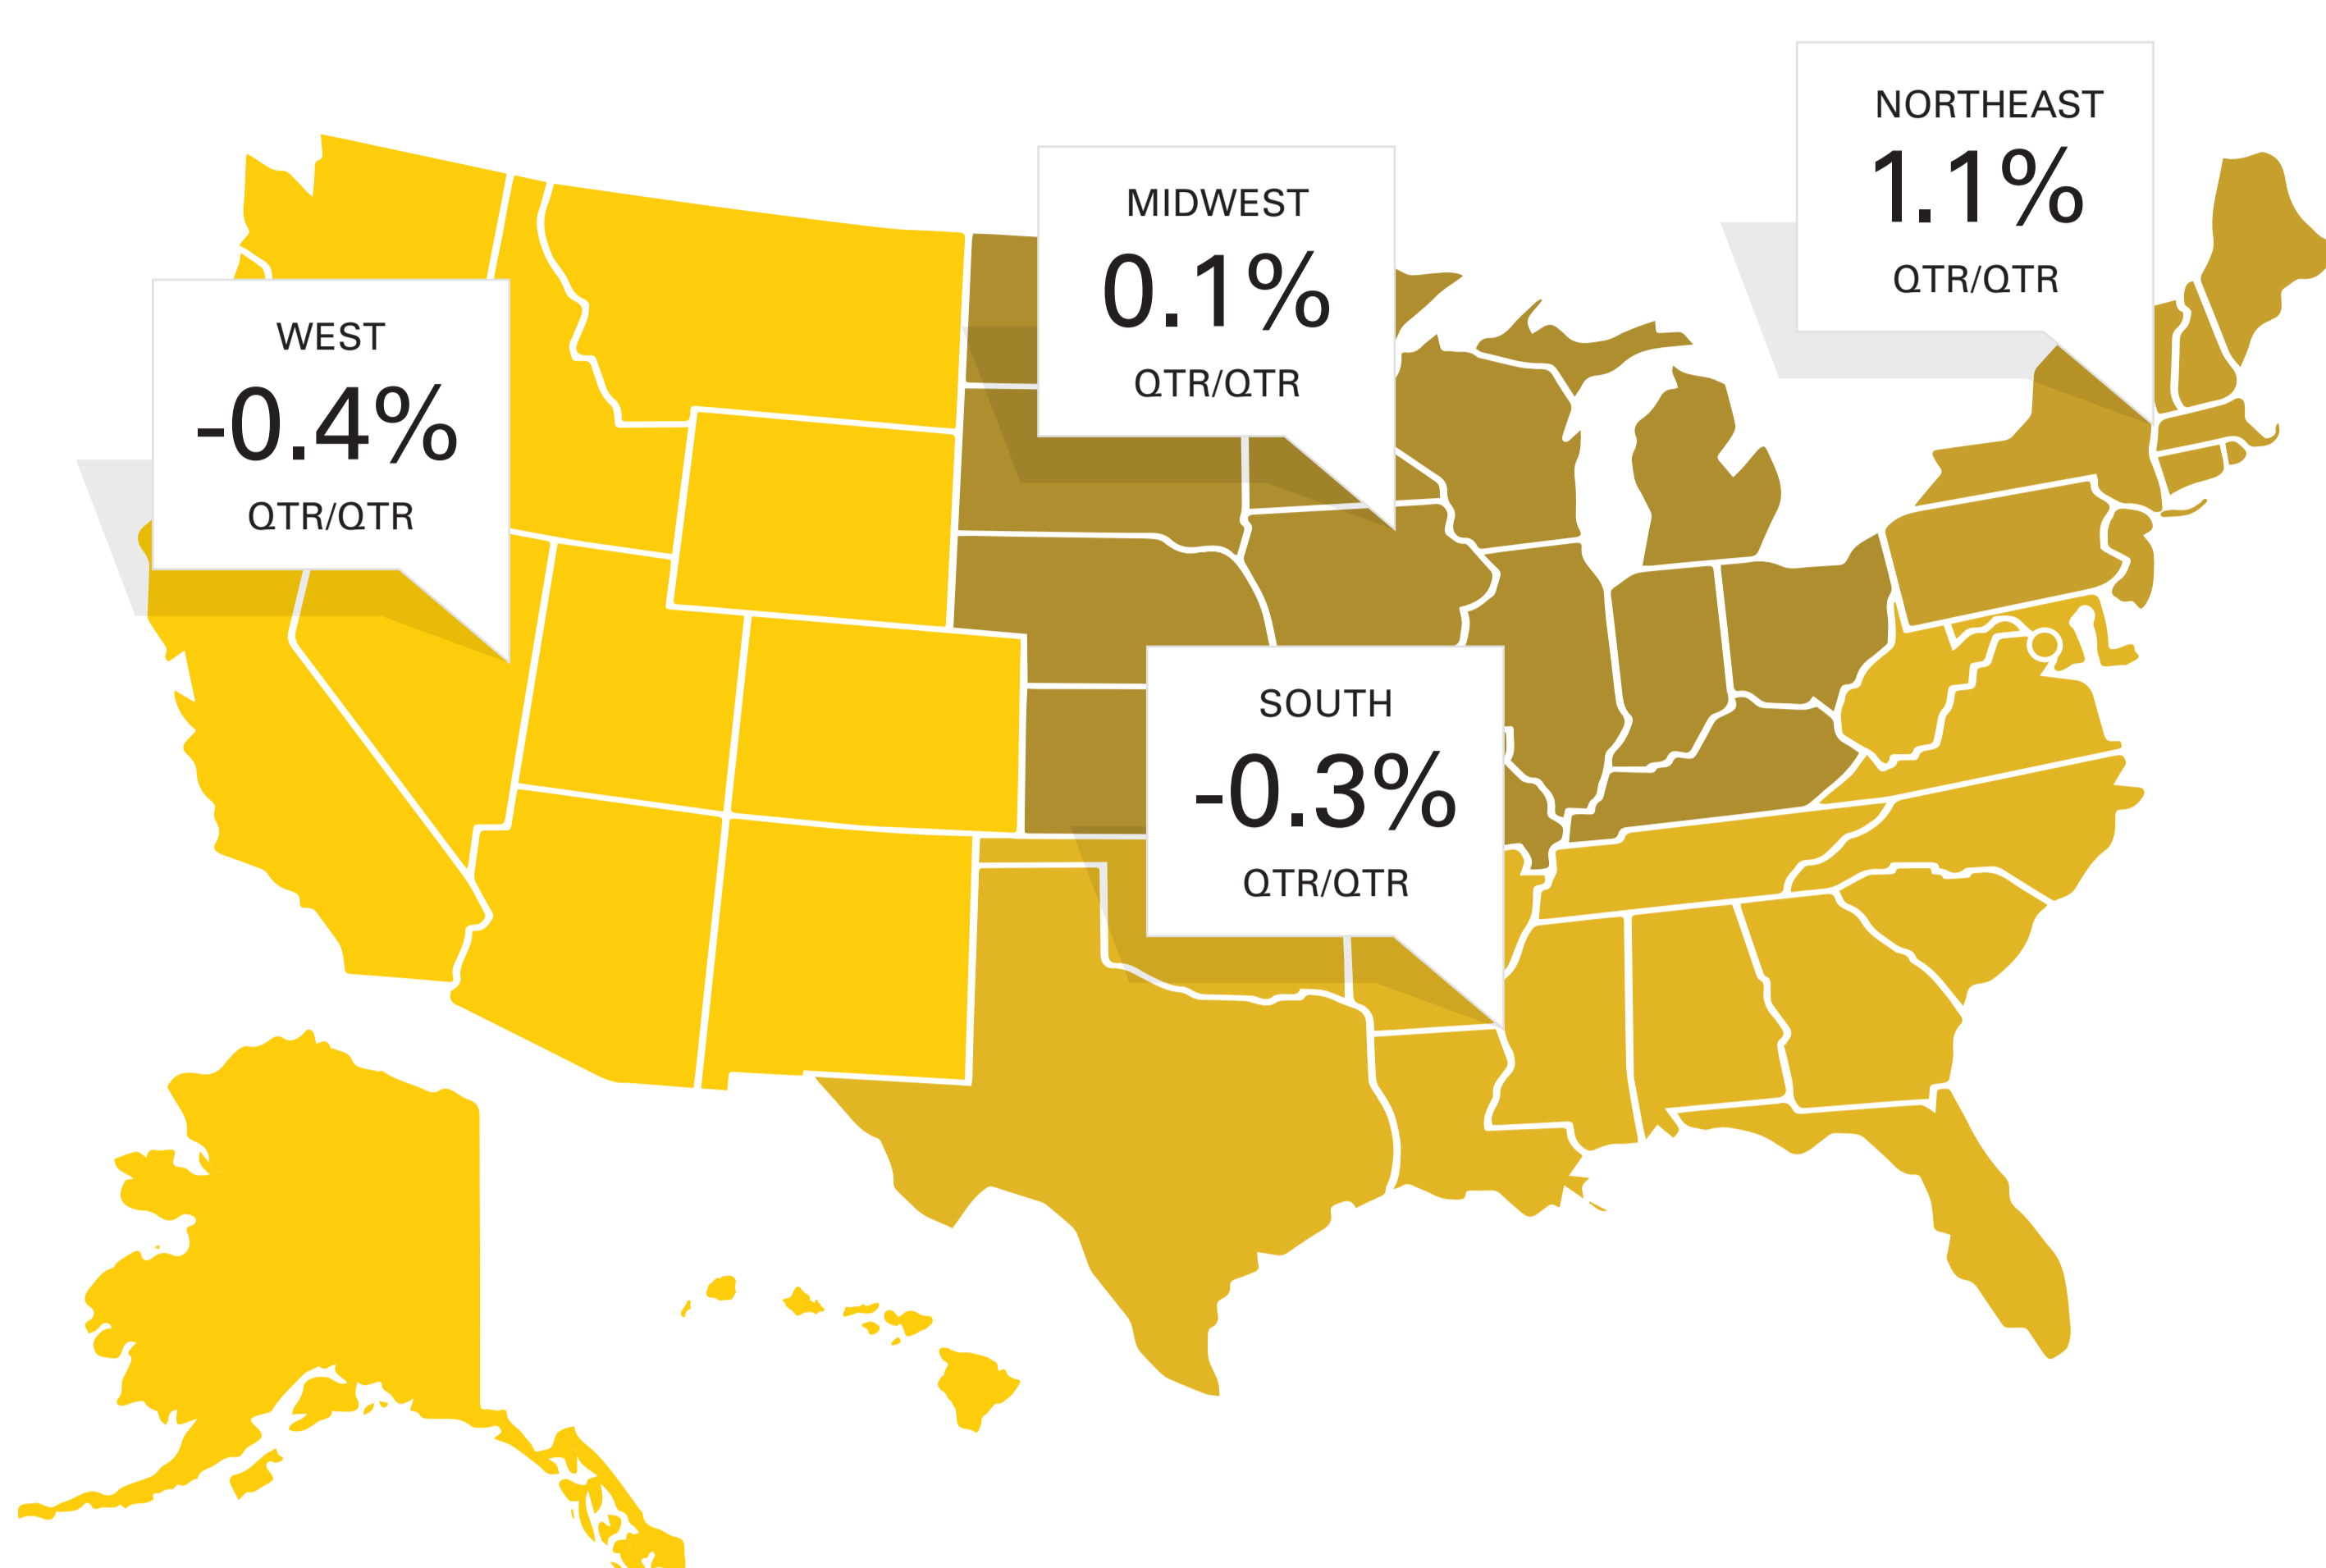 WEST
-0.4%
QTR/QTR
MIDWEST
0.1%
QTR/QTR
NORTHEAST
1.1%
QTR/QTR
SOUTH
-0.3%
QTR/QTR